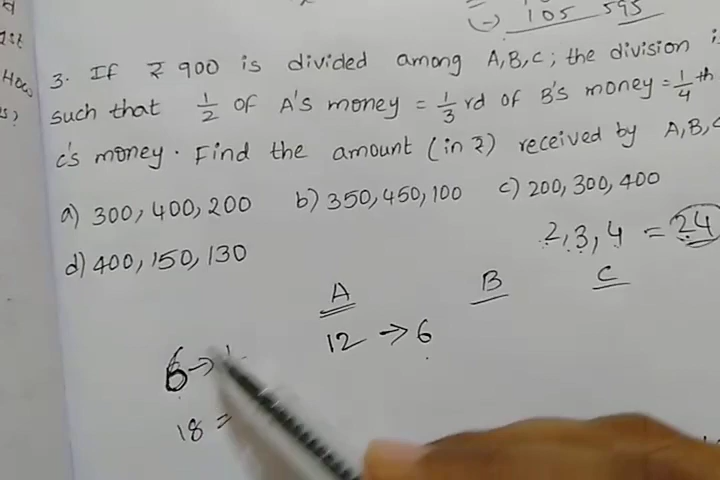 (-) 105 595
3. If ₹ 900 is divided among A,B,C; the division i
such that 1/2 of A's money = 1/3 rd of B's money = 1/4 th
C's money. Find the amount (in ₹) received by A,B,C
a) 300, 400, 200 b) 350, 450, 100 c) 200, 300, 400
d) 400, 150, 130
2, 3, 4 = 24
A B C
12 → 6
6 →
18 =